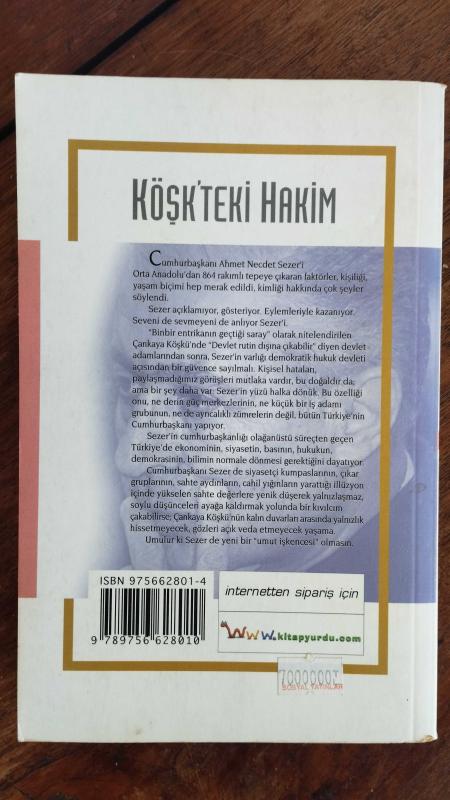 KÖŞK'TEKİ HAKİM
Cumhurbaşkanı Ahmet Necdet Sezer'i
Orta Anadolu'dan 864 rakımlı tepeye çıkaran faktörler, kişiliği,
yaşam biçimi hep merak edildi, kimliği hakkında çok şeyler
söylendi.
Sezer açıklamıyor, gösteriyor. Eylemleriyle kazanıyor.
Seveni de sevmeyeni de anlıyor Sezer'i.
"Binbir entrikanın geçtiği saray" olarak nitelendirilen
Çankaya Köşkü'nde "Devlet rutin dışına çıkabilir" diyen devlet
adamlarından sonra, Sezer'in varlığı demokratik hukuk devleti
açısından bir güvence sayılmalı. Kişisel hataları,
paylaşmadığımız görüşleri mutlaka vardır, bu doğaldır da;
ama bir şey daha var: Sezer'in yüzü halka dönük. Bu özelliği
onu, ne derin güç merkezlerinin, ne küçük bir iş adamı
grubunun, ne de ayrıcalıklı zümrelerin değil, bütün Türkiye'nin
Cumhurbaşkanı yapıyor.
Sezer'in cumhurbaşkanlığı olağanüstü süreçten geçen
Türkiye'de ekonominin, siyasetin, basının, hukukun,
demokrasinin, bilimin normale dönmesi gerektiğini dayatıyor.
Cumhurbaşkanı Sezer de siyasetçi kumpaslarının, çıkar
gruplarının, sahte aydınların, cahil yığınların yarattığı illüzyon
içinde yükselen sahte değerlere yenik düşerek yalnızlaşmaz,
soylu düşünceleri ayağa kaldırmak yolunda bir kıvılcım
çakabilirse; Çankaya Köşkü'nün kalın duvarları arasında yalnızlık
hissetmeyecek, gözleri açık veda etmeyecek yaşama.
Umulur ki Sezer de yeni bir "umut işkencesi" olmasın.
ISBN 975662801-4
9 789756 628010
internetten sipariş için
www.kitapyurdu.com
7000000T
SOSYAL YAYINLAR